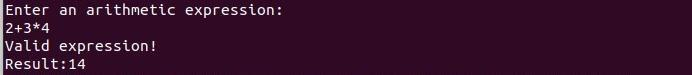 Enter an arithmetic expression:
2+3*4
Valid expression!
Result:14